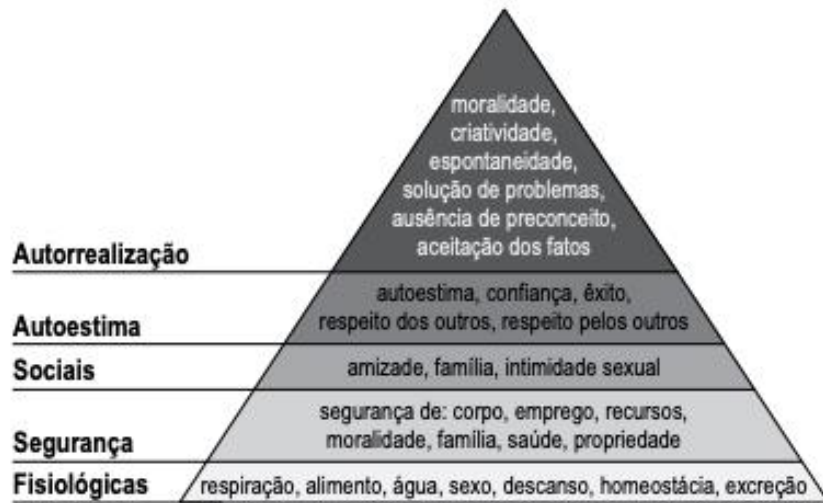 moralidade,
criatividade,
espontaneidade,
solução de problemas,
ausência de preconceito,
aceitação dos fatos
Autorrealização
autoestima, confiança, êxito,
respeito dos outros, respeito pelos outros
Autoestima
amizade, família, intimidade sexual
Sociais
segurança de: corpo, emprego, recursos,
moralidade, família, saúde, propriedade
Segurança
respiração, alimento, água, sexo, descanso, homeostácia, excreção
Fisiológicas